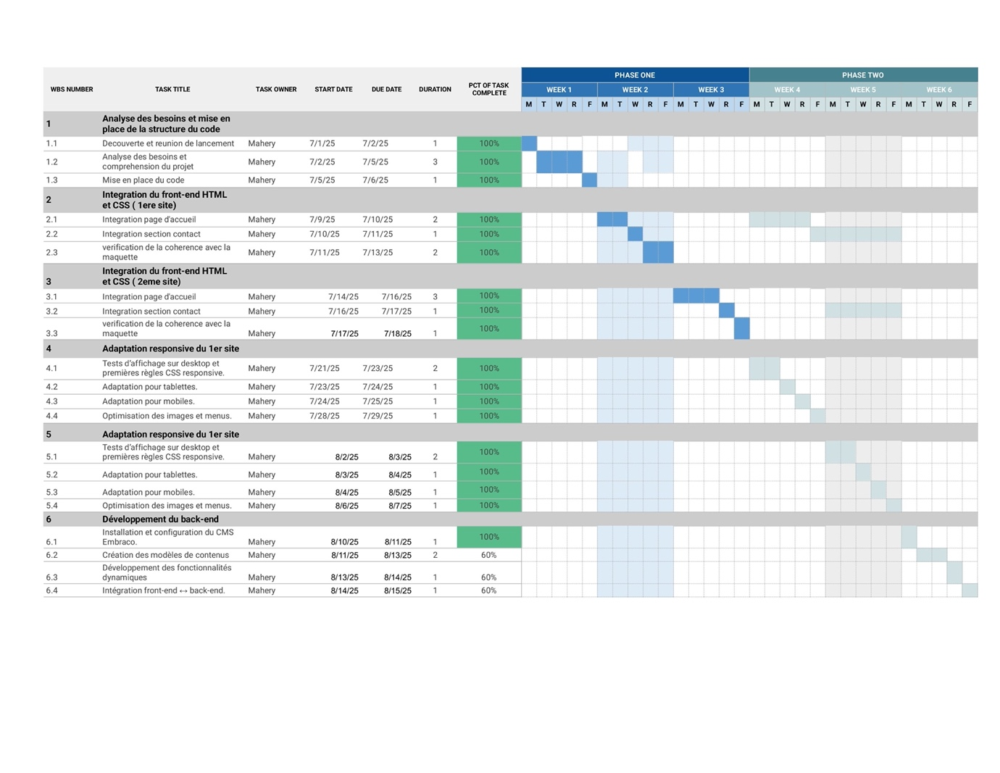 PHASE ONE PHASE TWO
WBS NUMBER TASK TITLE TASK OWNER START DATE DUE DATE DURATION PCT OF TASK
COMPLETE
WEEK 1 WEEK 2 WEEK 3 WEEK 4 WEEK 5 WEEK 6
M T W R F M T W R F M T W R F M T W R F M T W R F M T W R F
1 Analyse des besoins et mise en
place de la structure du code
1.1 Decouverte et reunion de lancement Mahery 7/1/25 7/2/25 1 100%
1.2 Analyse des besoins et
comprehension du projet Mahery 7/2/25 7/5/25 3 100%
1.3 Mise en place du code Mahery 7/5/25 7/6/25 1 100%
2 Integration du front-end HTML
et CSS ( 1ere site)
2.1 Integration page d'accueil Mahery 7/9/25 7/10/25 2 100%
2.2 Integration section contact Mahery 7/10/25 7/11/25 1 100%
2.3 verification de la coherence avec la
maquette Mahery 7/11/25 7/13/25 2 100%
3 Integration du front-end HTML
et CSS ( 2eme site)
3.1 Integration page d'accueil Mahery 7/14/25 7/16/25 3 100%
3.2 Integration section contact Mahery 7/16/25 7/17/25 1 100%
3.3 verification de la coherence avec la
maquette Mahery 7/17/25 7/18/25 1 100%
4 Adaptation responsive du 1er site
4.1 Tests d'affichage sur desktop et
premières règles CSS responsive. Mahery 7/21/25 7/23/25 2 100%
4.2 Adaptation pour tablettes. Mahery 7/23/25 7/24/25 1 100%
4.3 Adaptation pour mobiles. Mahery 7/24/25 7/25/25 1 100%
4.4 Optimisation des images et menus. Mahery 7/28/25 7/29/25 1 100%
5 Adaptation responsive du 1er site
5.1 Tests d'affichage sur desktop et
premières règles CSS responsive. Mahery 8/2/25 8/3/25 2 100%
5.2 Adaptation pour tablettes. Mahery 8/3/25 8/4/25 1 100%
5.3 Adaptation pour mobiles. Mahery 8/4/25 8/5/25 1 100%
5.4 Optimisation des images et menus. Mahery 8/6/25 8/7/25 1 100%
6 Développement du back-end
6.1 Installation et configuration du CMS
Embraco. Mahery 8/10/25 8/11/25 1 100%
6.2 Création des modèles de contenus Mahery 8/11/25 8/13/25 2 60%
6.3 Développement des fonctionnalités
dynamiques Mahery 8/13/25 8/14/25 1 60%
6.4 Intégration front-end ↔ back-end. Mahery 8/14/25 8/15/25 1 60%